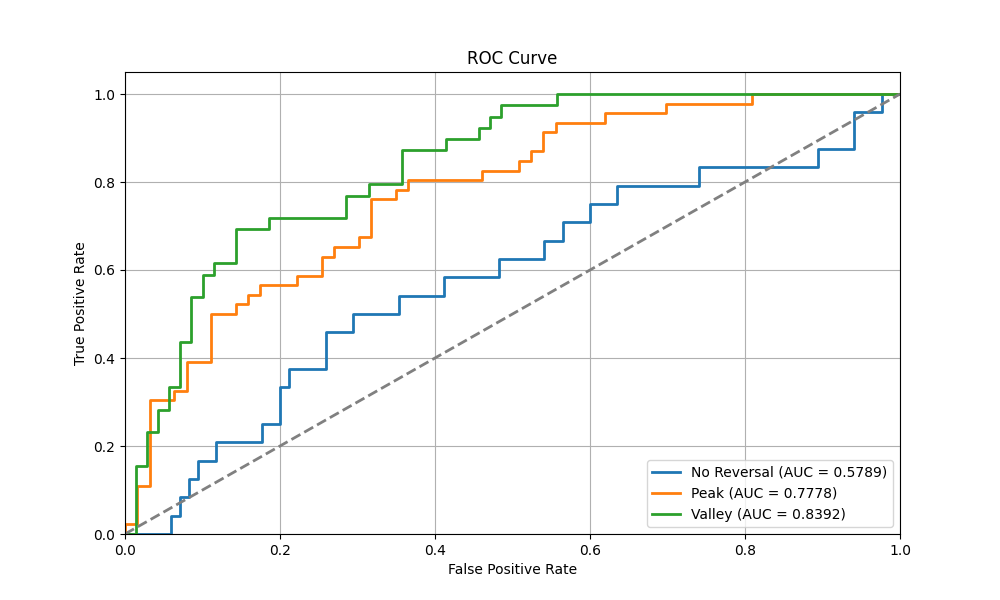 ROC Curve
True Positive Rate
1.0
0.8
0.6
0.4
0.2
0.0
No Reversal (AUC = 0.5789)
Peak (AUC = 0.7778)
Valley (AUC = 0.8392)
0.0 0.2 0.4 0.6 0.8 1.0
False Positive Rate